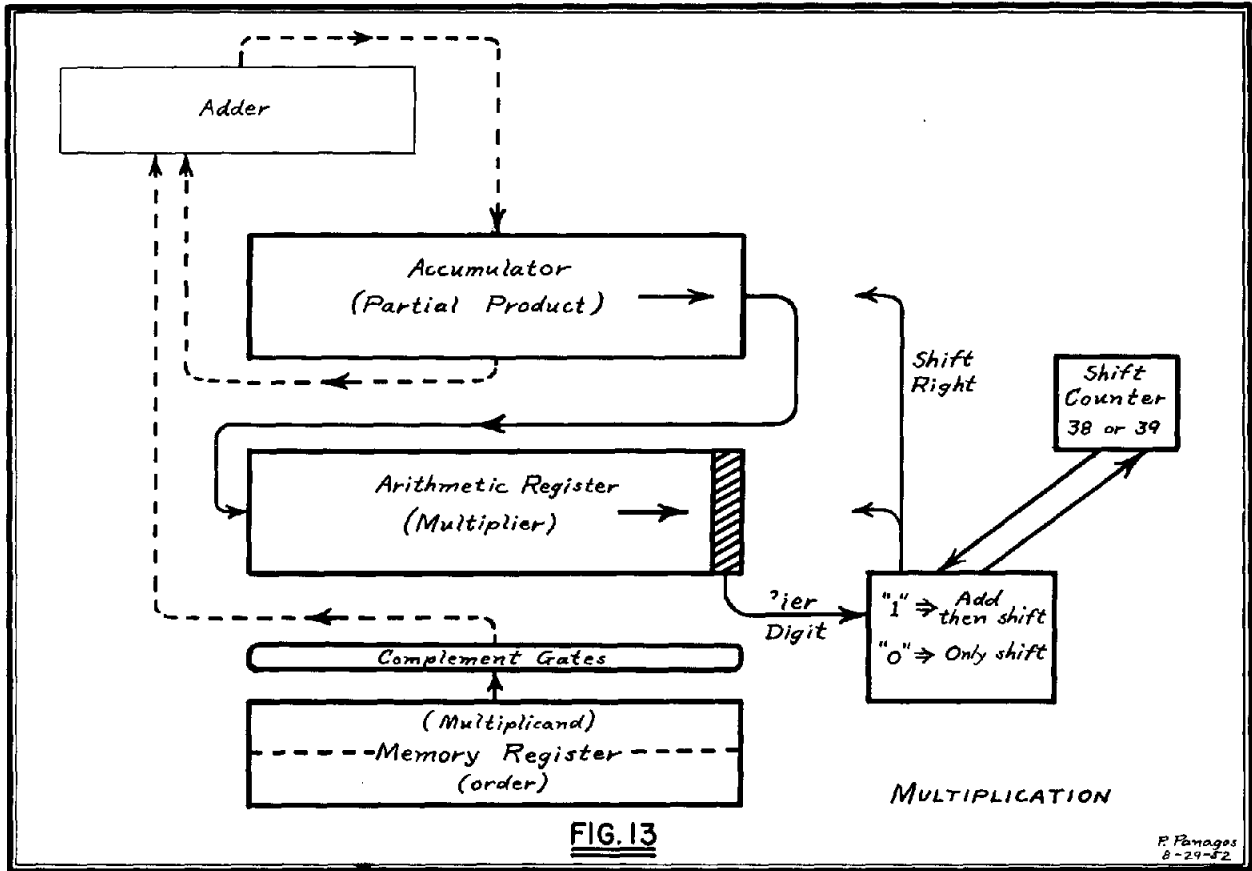 Adder
Accumulator
(Partial Product)
Shift
Right
Shift
Counter
38 or 39
Arithmetic Register
(Multiplier)
"1" ⇒ Add
then shift
"0" ⇒ Only shift
'ier
Digit
Complement Gates
(Multiplicand)
Memory Register
(order)
MULTIPLICATION
FIG. 13
P. Panagos
8-29-52